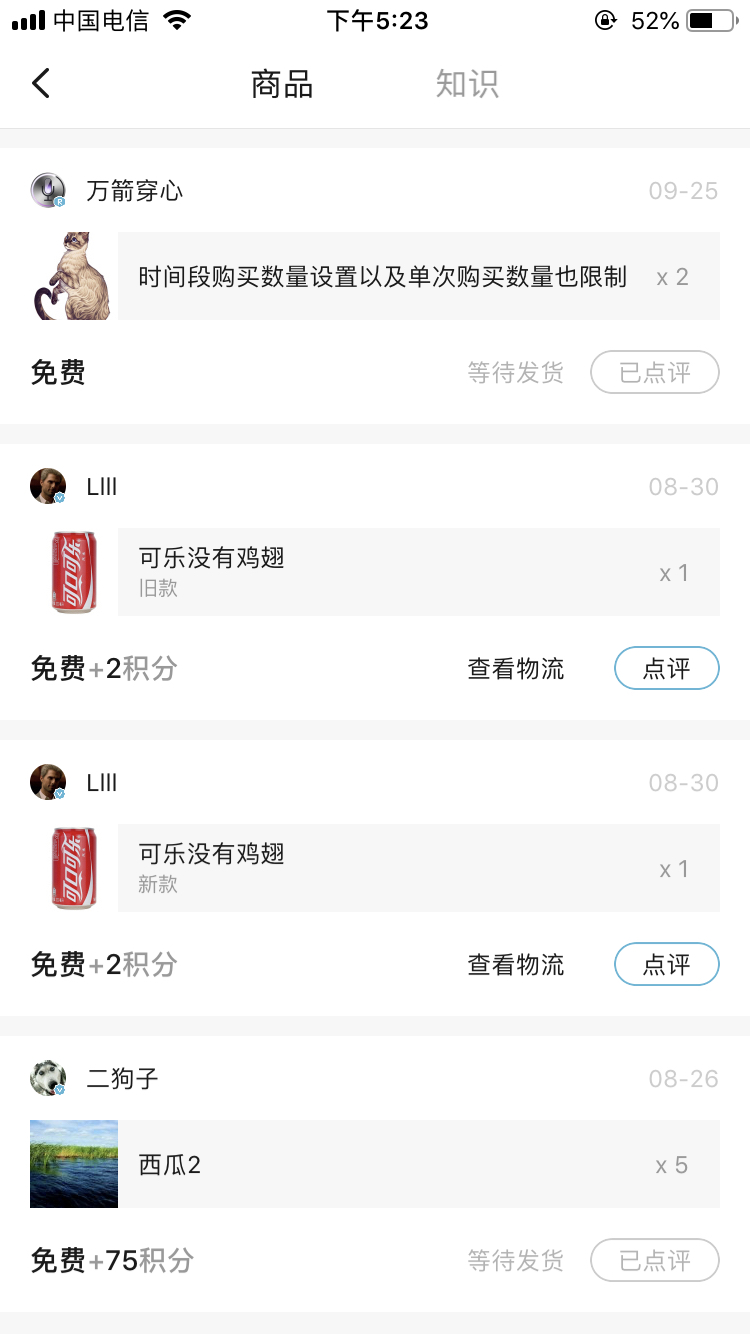 中国电信 下午5:23 52%
商品 知识
万箭穿心 09-25
时间段购买数量设置以及单次购买数量也限制 x 2
免费 等待发货 已点评
Llll 08-30
可乐没有鸡翅 x 1
旧款
免费+2积分 查看物流 点评
Llll 08-30
可乐没有鸡翅 x 1
新款
免费+2积分 查看物流 点评
二狗子 08-26
西瓜2 x 5
免费+75积分 等待发货 已点评